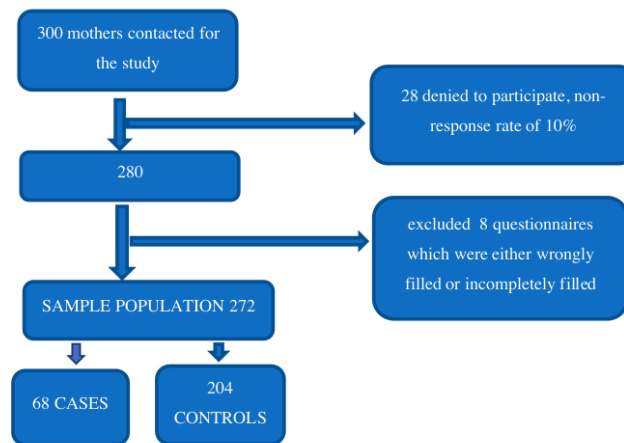 300 mothers contacted for
the study
28 denied to participate, non-
response rate of 10%
280
excluded 8 questionnaires
which were either wrongly
filled or incompletely filled
SAMPLE POPULATION 272
68 CASES
204
CONTROLS